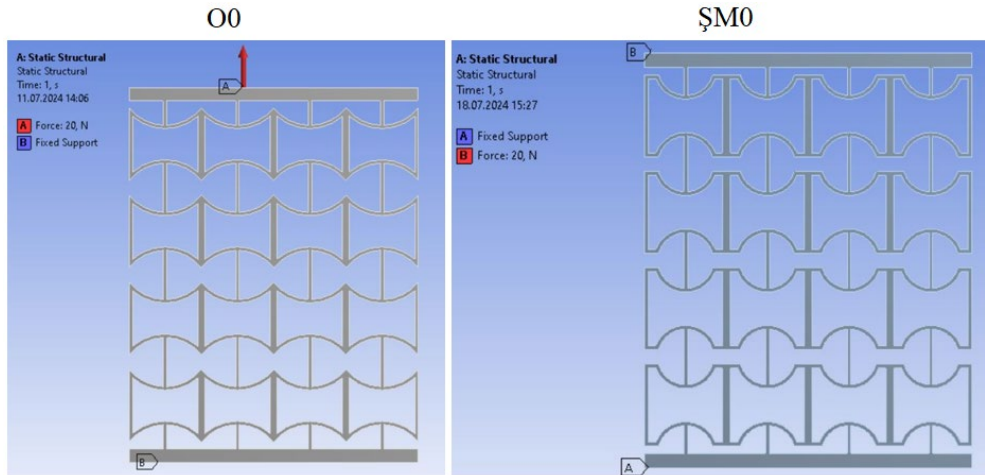 O0
ŞM0
A: Static Structural
Static Structural
Time: 1, s
11.07.2024 14:06
A Force: 20, N
B Fixed Support
A
B
A: Static Structural
Static Structural
Time: 1, s
18.07.2024 15:27
A Fixed Support
B Force: 20, N
B
A